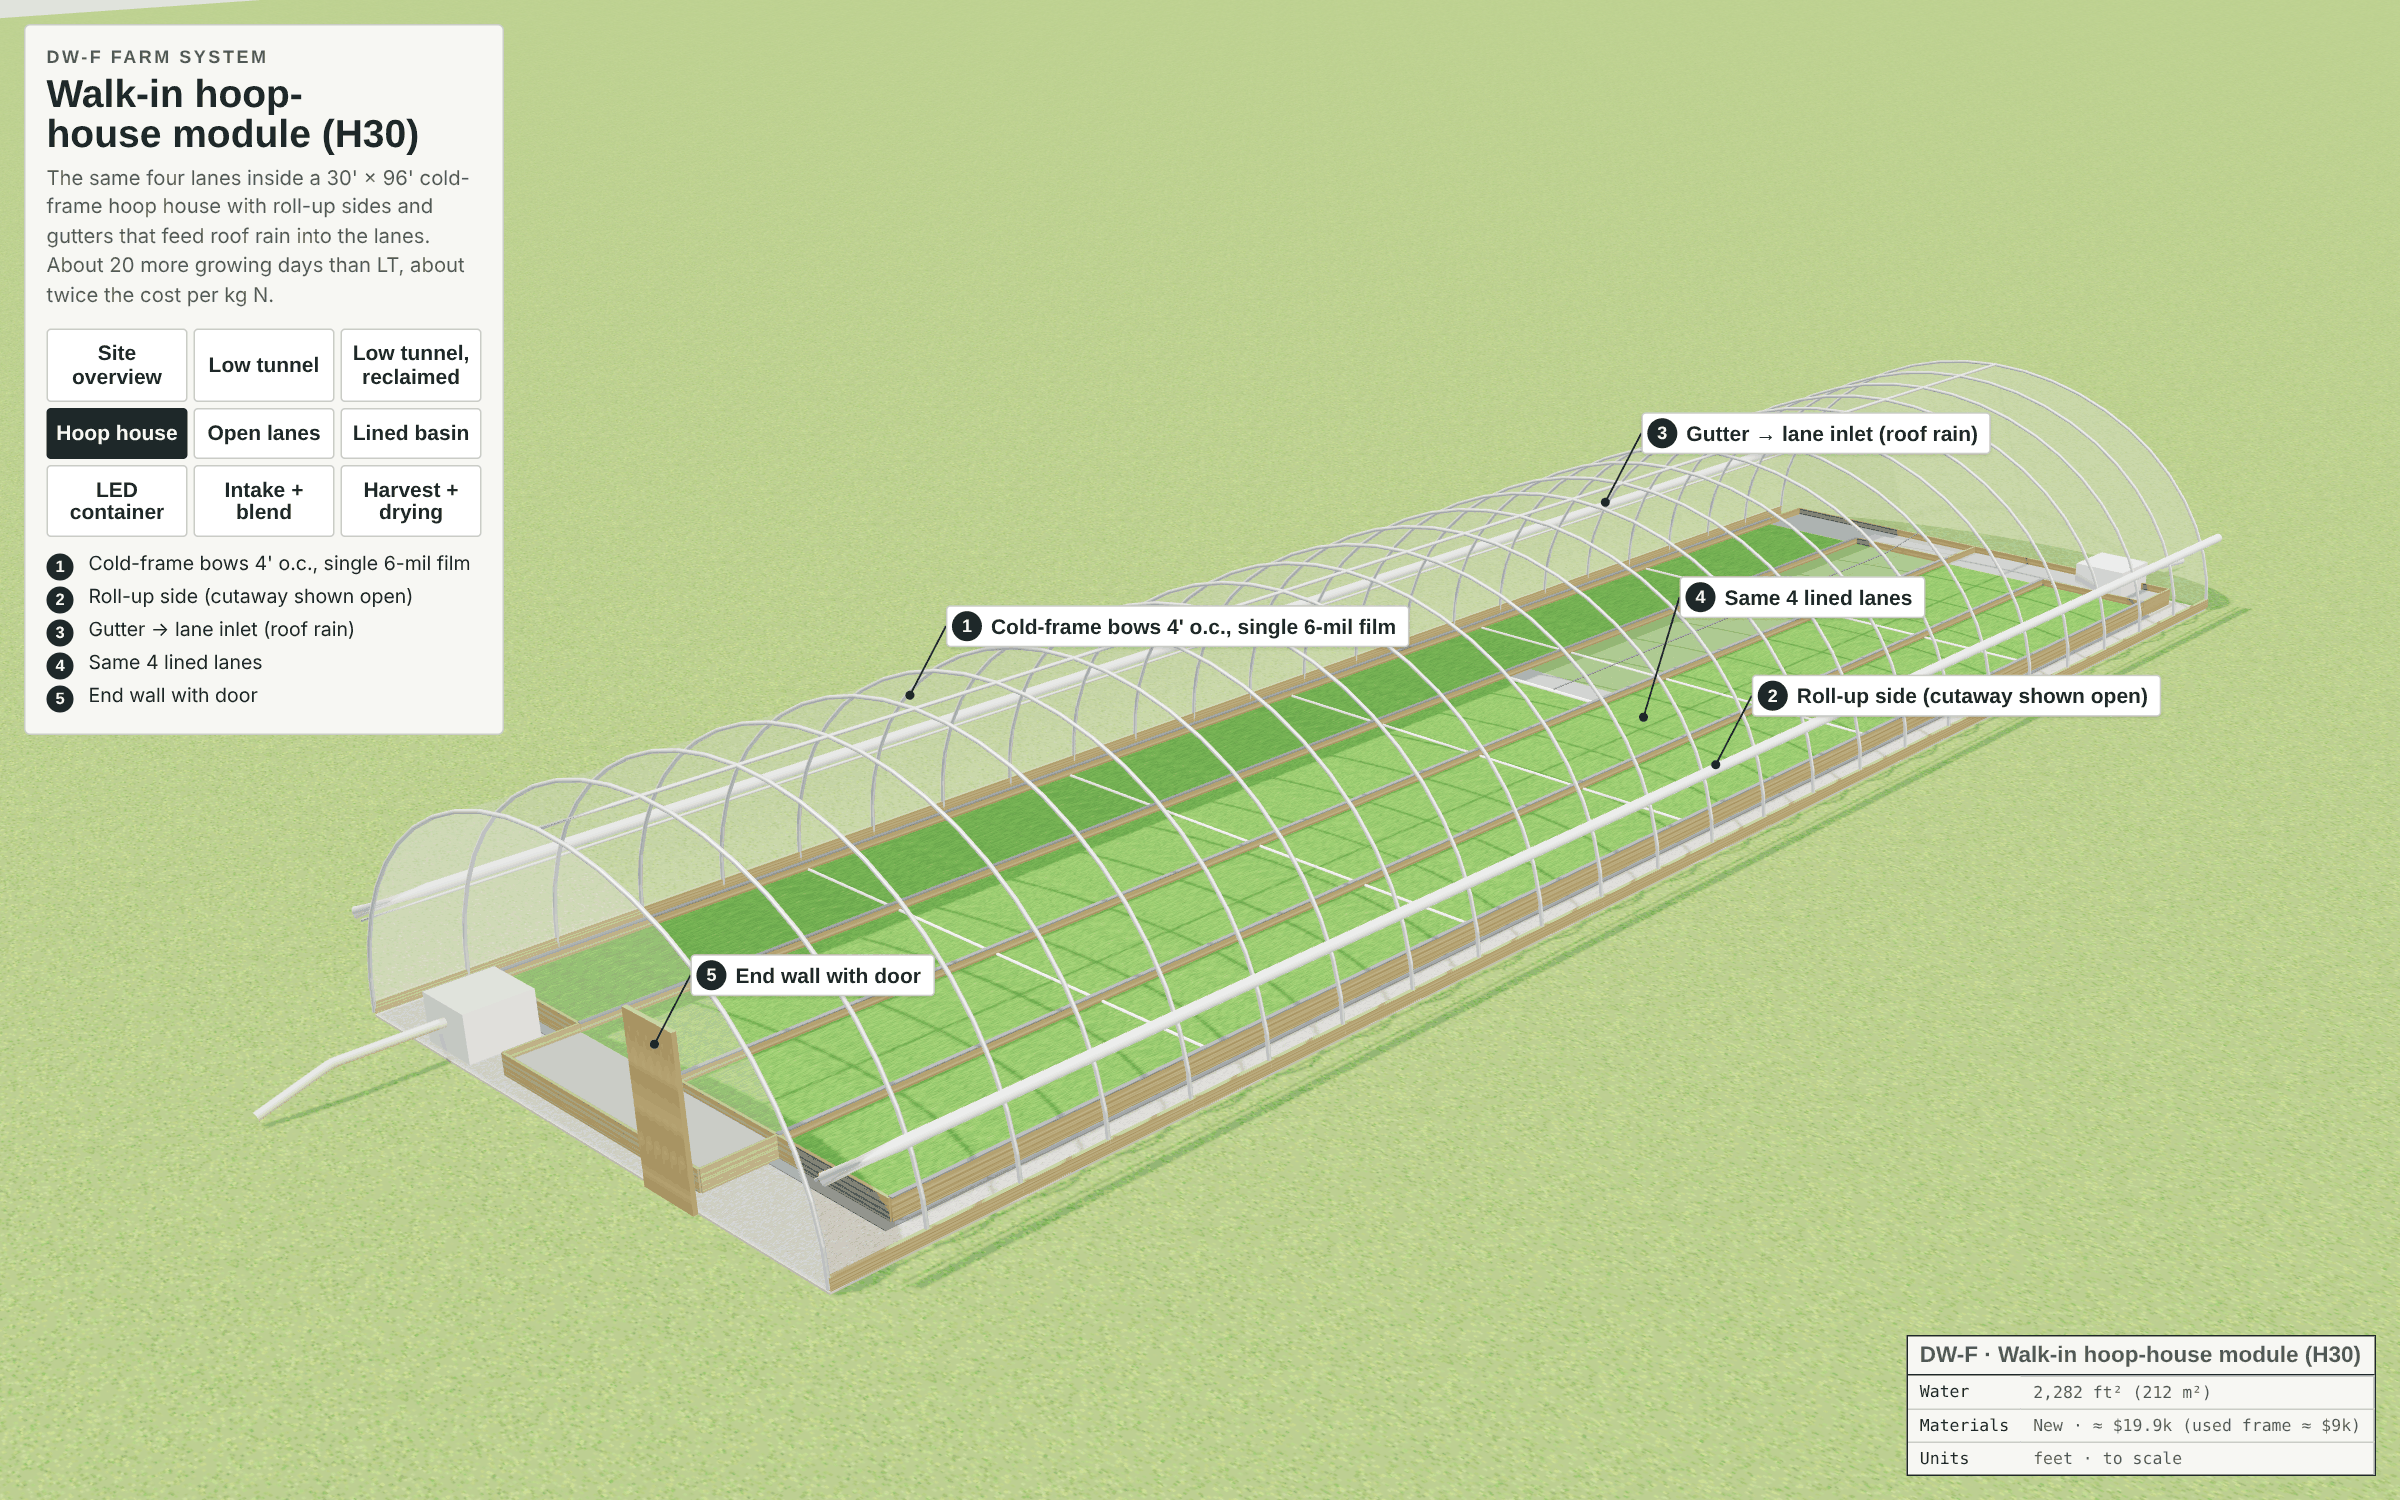 DW-F FARM SYSTEM
Walk-in hoop-
house module (H30)
The same four lanes inside a 30' × 96' cold-
frame hoop house with roll-up sides and
gutters that feed roof rain into the lanes.
About 20 more growing days than LT, about
twice the cost per kg N.
Site
overview
Low tunnel
Low tunnel,
reclaimed
Hoop house
Open lanes
Lined basin
LED
container
Intake +
blend
Harvest +
drying
1 Cold-frame bows 4' o.c., single 6-mil film
2 Roll-up side (cutaway shown open)
3 Gutter → lane inlet (roof rain)
4 Same 4 lined lanes
5 End wall with door
3 Gutter → lane inlet (roof rain)
4 Same 4 lined lanes
1 Cold-frame bows 4' o.c., single 6-mil film
2 Roll-up side (cutaway shown open)
5 End wall with door
DW-F · Walk-in hoop-house module (H30)
Water 2,282 ft² (212 m²)
Materials New · ≈ $19.9k (used frame ≈ $9k)
Units feet · to scale